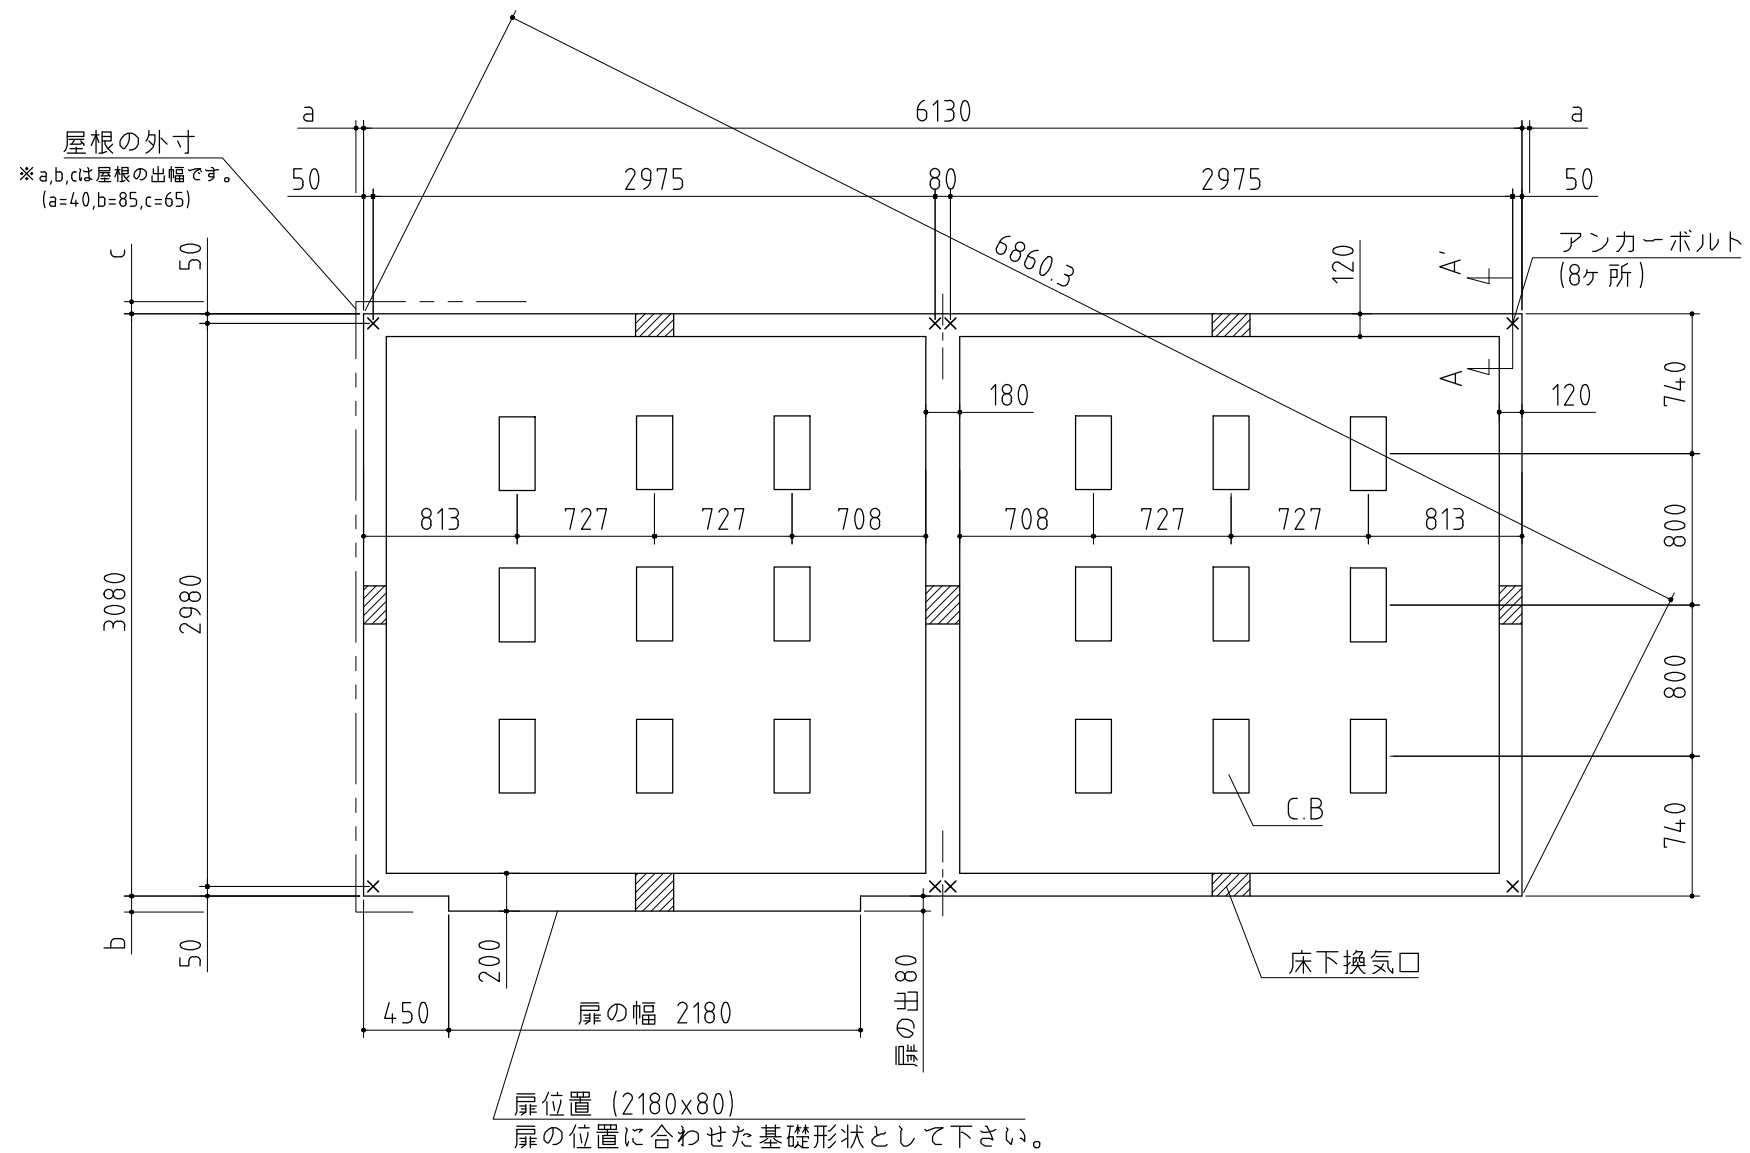 a
6130
a
屋根の外寸
※a,b,cは屋根の出幅です。
(a=40,b=85,c=65)
50
2975
80
2975
50
c
50
6860.3
120
A'
アンカーボルト
(8ヶ所)
A
740
180
120
813
727
727
708
708
727
727
813
800
3080
2980
800
C.B
740
b
50
200
扉の出80
床下換気口
450
扉の幅 2180
扉位置 (2180x80)
扉の位置に合わせた基礎形状として下さい。